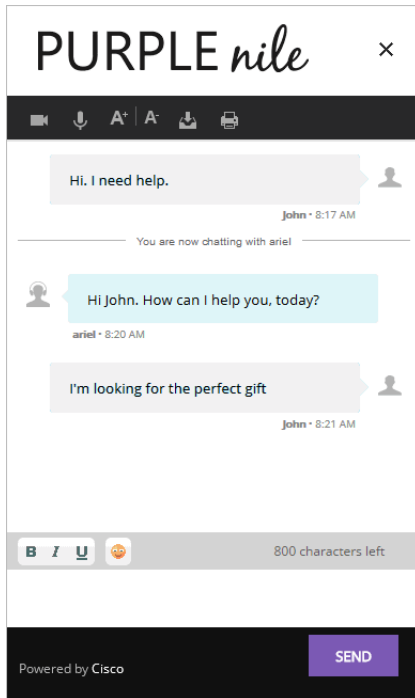 PURPLE nile
A+ A-
Hi. I need help.
John • 8:17 AM
You are now chatting with ariel
Hi John. How can I help you, today?
ariel • 8:20 AM
I'm looking for the perfect gift
John • 8:21 AM
B I U 800 characters left
Powered by Cisco SEND